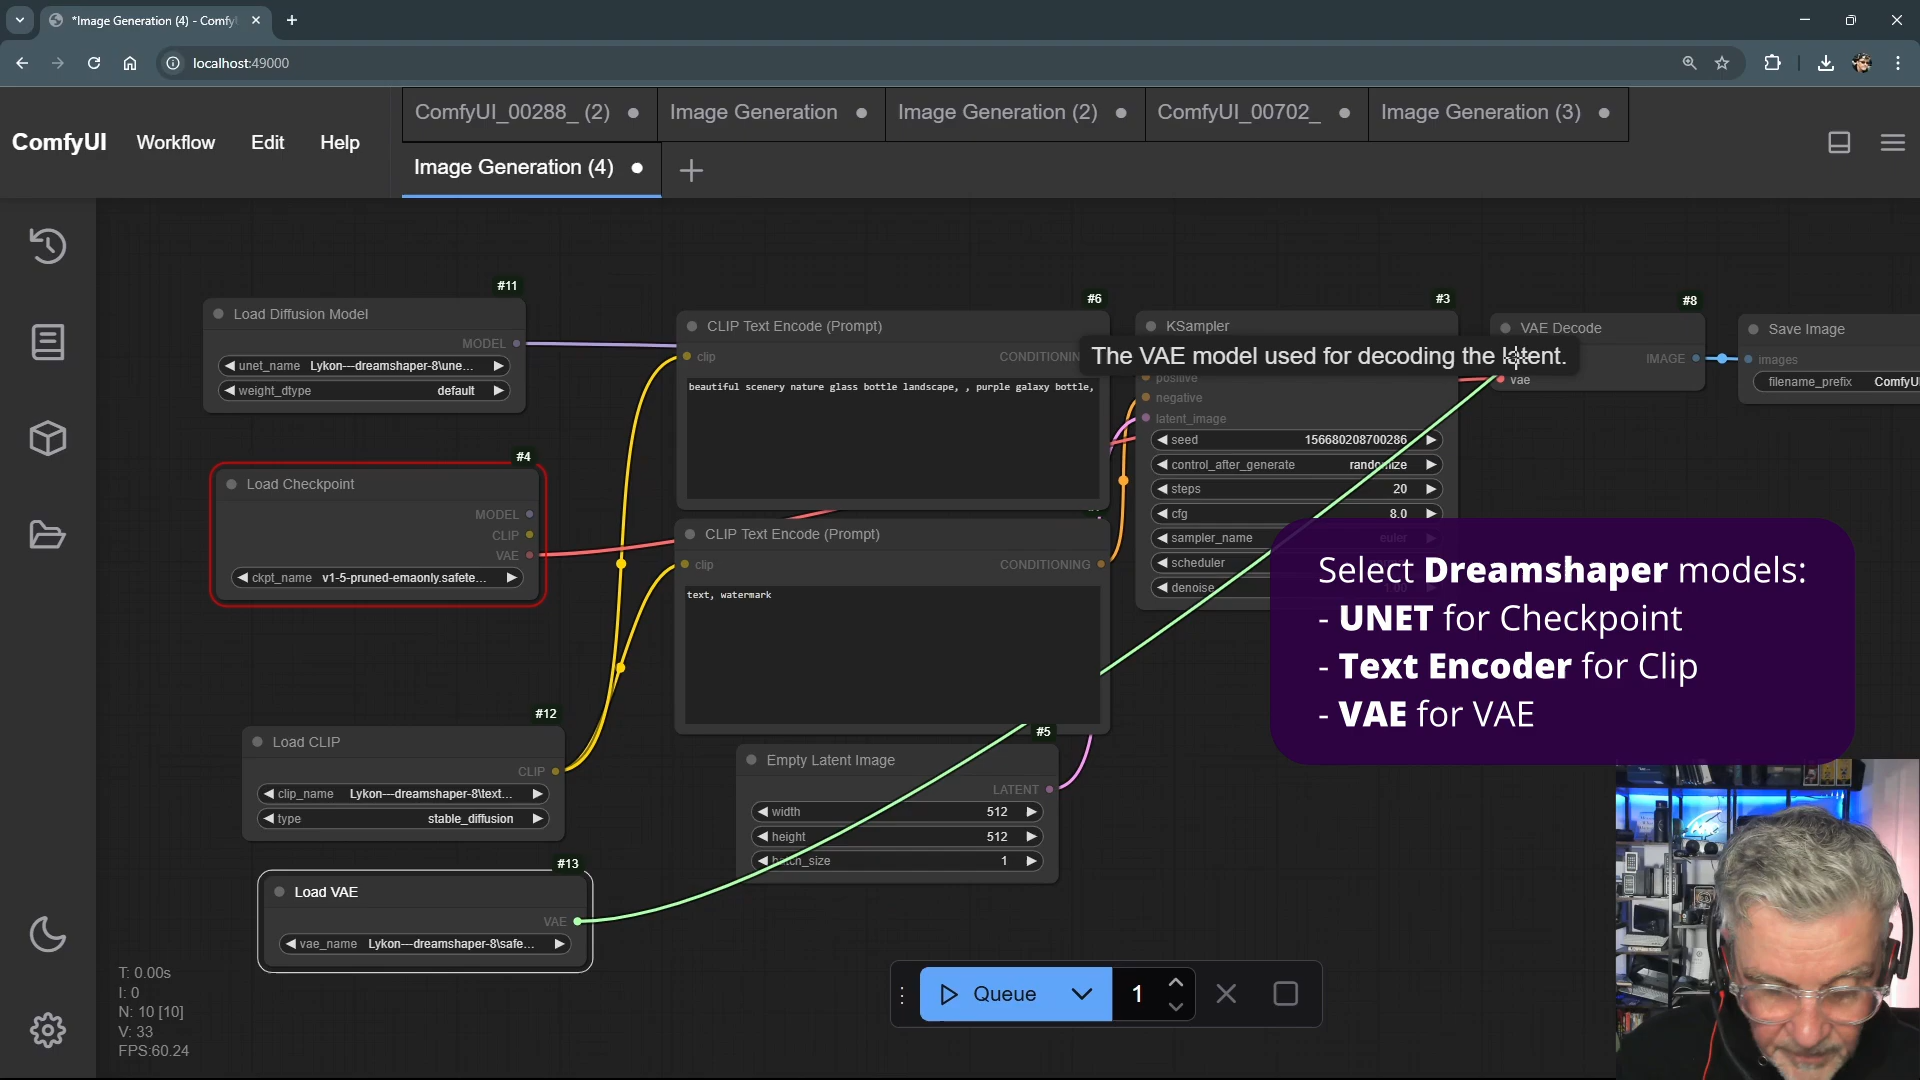 *Image Generation (4) - Comfy
localhost:49000
ComfyUI
Workflow
Edit
Help
ComfyUI_00288_ (2)
Image Generation
Image Generation (2)
ComfyUI_00702_
Image Generation (3)
Image Generation (4)
#11
Load Diffusion Model
MODEL
unet_name Lykon---dreamshaper-8\une...
weight_dtype default
#4
Load Checkpoint
MODEL
CLIP
VAE
ckpt_name v1-5-pruned-emaonly.safete...
#12
Load CLIP
CLIP
clip_name Lykon---dreamshaper-8\text...
type stable_diffusion
#13
Load VAE
VAE
vae_name Lykon---dreamshaper-8\safe...
#6
CLIP Text Encode (Prompt)
clip CONDITIONIN
beautiful scenery nature glass bottle landscape, , purple galaxy bottle,
CLIP Text Encode (Prompt)
clip CONDITIONING
text, watermark
#5
Empty Latent Image
LATENT
width 512
height 512
batch_size 1
#3
KSampler
The VAE model used for decoding the latent.
positive
negative
latent_image
seed 156680208700286
control_after_generate randomize
steps 20
cfg 8.0
sampler_name euler
scheduler
denoise 1.00
#8
VAE Decode
IMAGE
vae
Save Image
images
filename_prefix ComfyUI
Select Dreamshaper models:
- UNET for Checkpoint
- Text Encoder for Clip
- VAE for VAE
T: 0.00s
I: 0
N: 10 [10]
V: 33
FPS:60.24
Queue
1